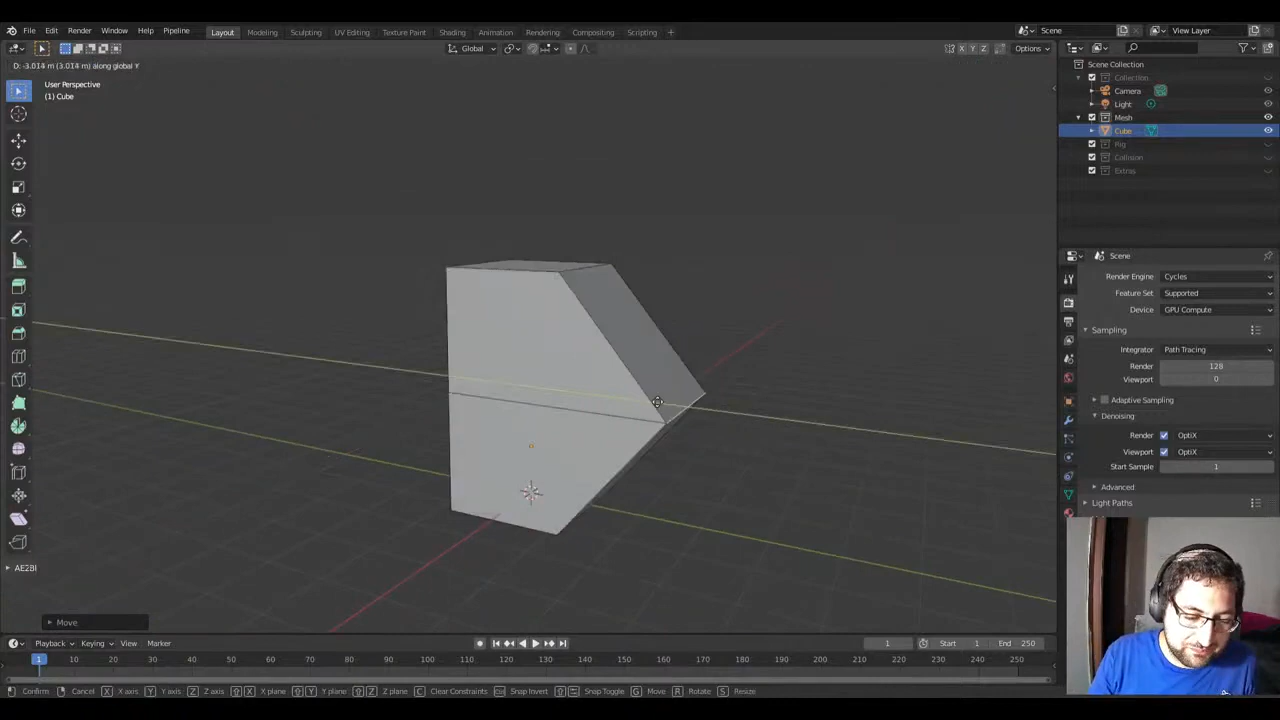 File Edit Render Window Help Pipeline Layout Modeling Sculpting UV Editing Texture Paint Shading Animation Rendering Compositing Scripting + Scene View Layer
Global Options
X Y Z
D: -3.014 m (3.014 m) along global Y
User Perspective
(1) Cube
Scene Collection
Collection
Camera
Light
Mesh
Cube
Rig
Collision
Extras
Scene
Render Engine Cycles
Feature Set Supported
Device GPU Compute
Sampling
Integrator Path Tracing
Render 128
Viewport 0
Adaptive Sampling
Denoising
Render OptiX
Viewport OptiX
Start Sample 1
Advanced
Light Paths
AE2BI
Move
Playback Keying View Marker 1 Start 1 End 250
1 10 20 30 40 50 60 70 80 90 100 110 120 130 140 150 160 170 180 190 200 210 220 230 240 250
Confirm Cancel X X axis Y Y axis Z Z axis X X plane Y Y plane Z Z plane C Clear Constraints Snap Invert Snap Toggle G Move R Rotate S Resize